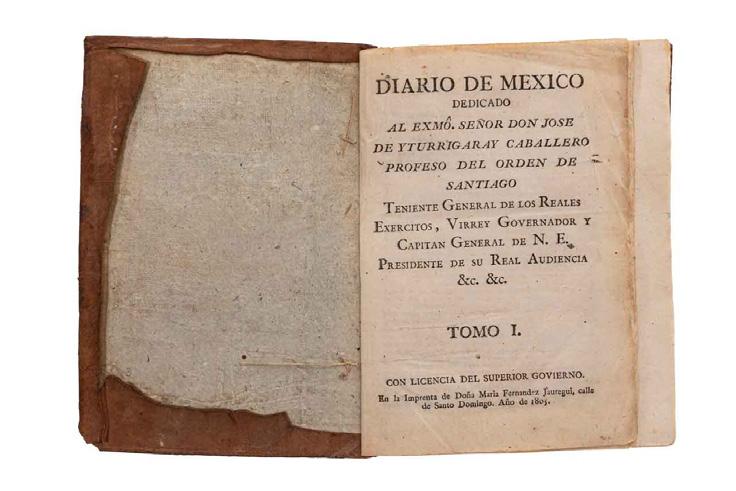 DIARIO DE MEXICO
DEDICADO
AL EXMÔ. SEÑOR DON JOSE
DE YTURRIGARAY CABALLERO
PROFESO DEL ORDEN DE
SANTIAGO
TENIENTE GENERAL DE LOS REALES
EXERCITOS, VIRREY GOVERNADOR Y
CAPITAN GENERAL DE N. E.
PRESIDENTE DE SU REAL AUDIENCIA
&c. &c.
TOMO I.
CON LICENCIA DEL SUPERIOR GOVIERNO.
En la Imprenta de Doña Maria Fernandez Jauregui, calle
de Santo Domingo. Año de 1805.